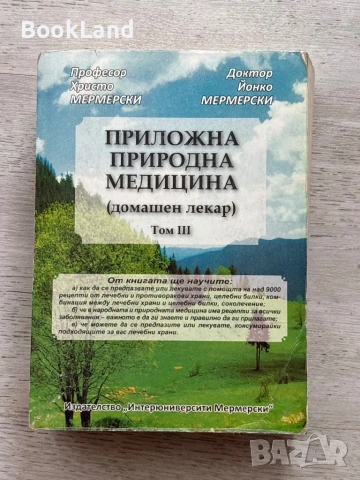 BookLand
Професор
Христо
МЕРМЕРСКИ
Доктор
Йонко
МЕРМЕРСКИ
ПРИЛОЖНА
ПРИРОДНА
МЕДИЦИНА
(домашен лекар)
Том III
От книгата ще научите:
а) как да се предпазвате или лекувате с помощта на над 9000
рецепти от лечебни и противоракови храни, целебни билки, ком-
бинация между лечебни храни и целебни билки, соколечение;
б) че в народната и природната медицина има рецепти за всички
заболявания – важното е да ги знаете и правилно да ги прилагате;
в) че можете да се предпазите или лекувате, консумирайки
подходящите за вас лечебни храни.
Издателство „Интерюниверсити Мермерски"
BAZAR
bg